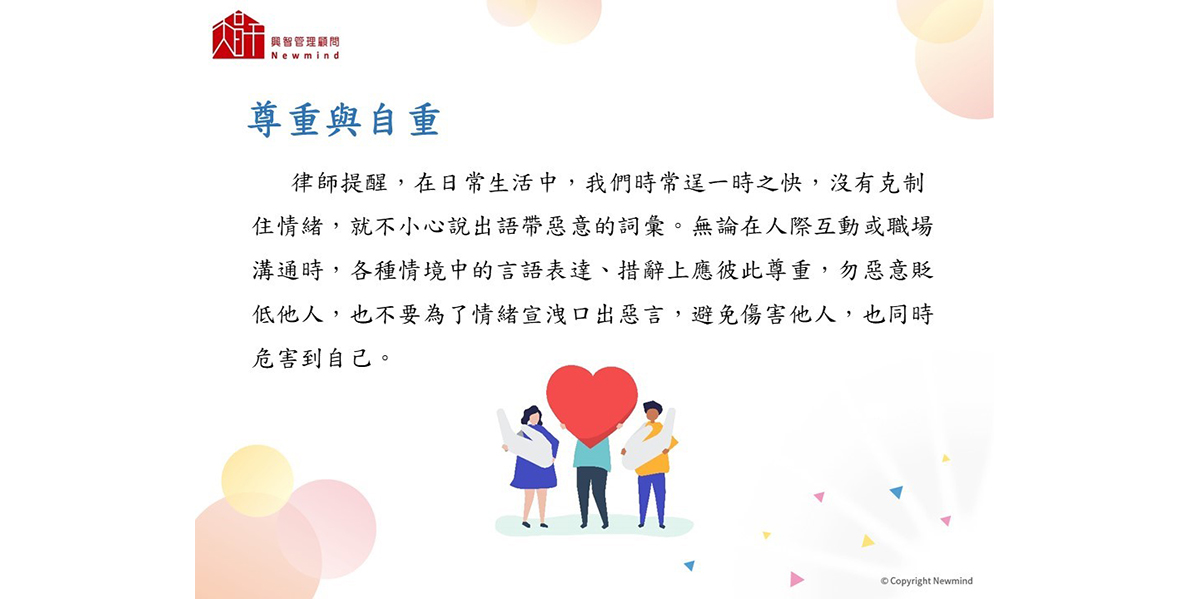 興智管理顧問
Newmind
尊重與自重
律師提醒，在日常生活中，我們時常逞一時之快，沒有克制
住情緒，就不小心說出語帶惡意的詞彙。無論在人際互動或職場
溝通時，各種情境中的言語表達、措辭上應彼此尊重，勿惡意貶
低他人，也不要為了情緒宣洩口出惡言，避免傷害他人，也同時
危害到自己。
© Copyright Newmind